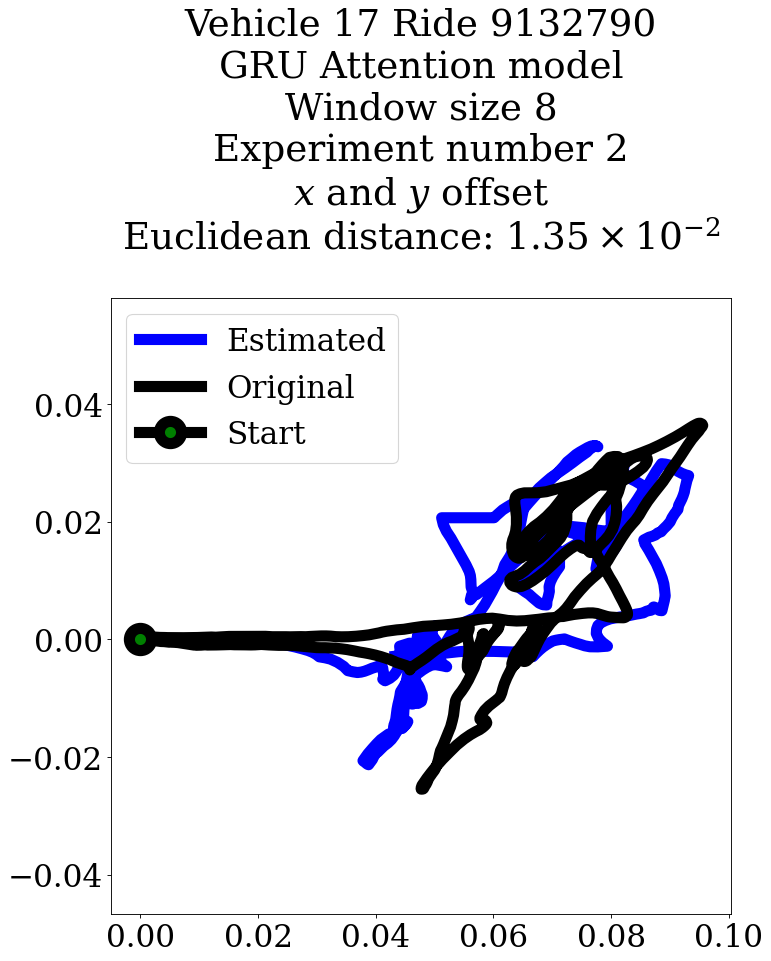 Vehicle 17 Ride 9132790
GRU Attention model
Window size 8
Experiment number 2
x and y offset
Euclidean distance: 1.35 × 10⁻²
Estimated
Original
Start
0.04
0.02
0.00
−0.02
−0.04
0.00 0.02 0.04 0.06 0.08 0.10